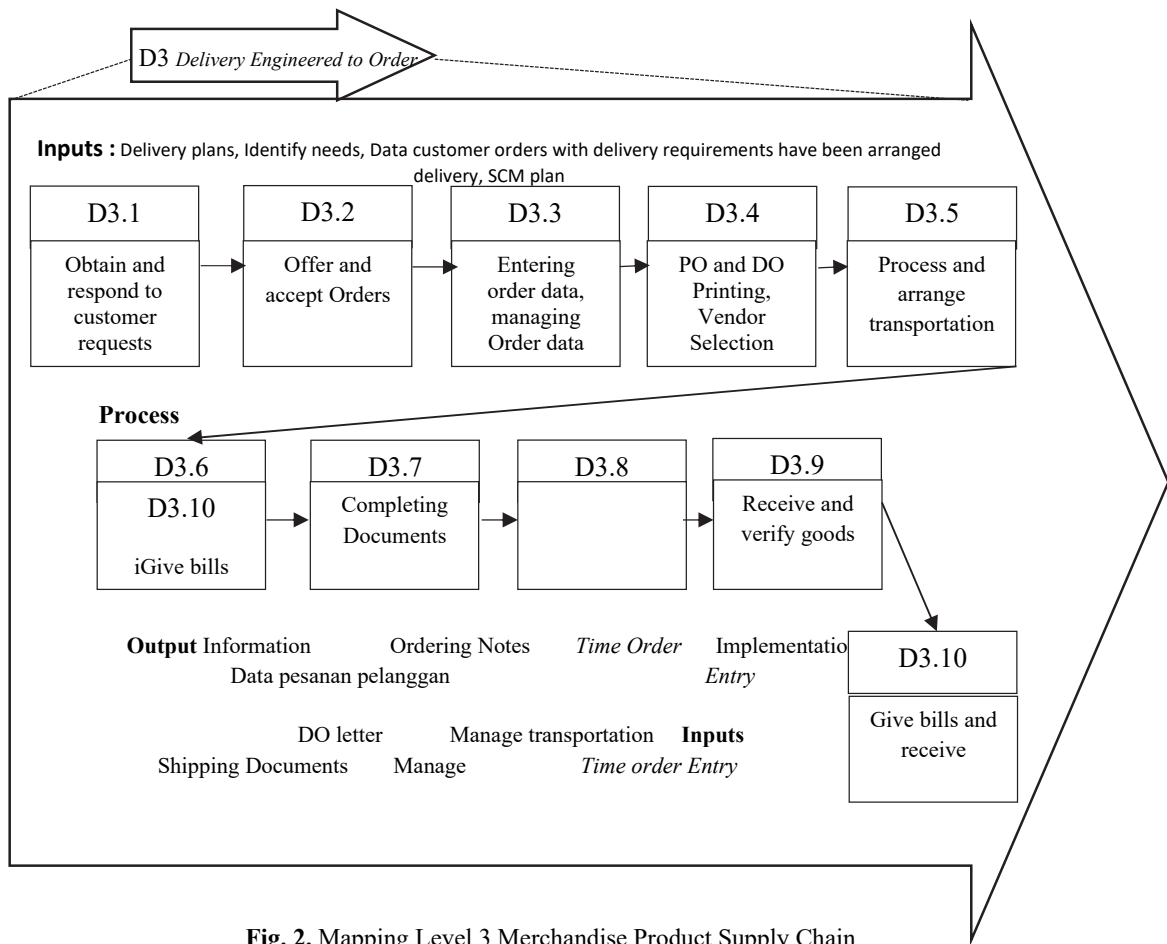 D3 Delivery Engineered to Order
Inputs : Delivery plans, Identify needs, Data customer orders with delivery requirements have been arranged
delivery, SCM plan
D3.1
Obtain and
respond to
customer
requests
D3.2
Offer and
accept Orders
D3.3
Entering
order data,
managing
Order data
D3.4
PO and DO
Printing,
Vendor
Selection
D3.5
Process and
arrange
transportation
Process
D3.6
D3.10
iGive bills
D3.7
Completing
Documents
D3.8
D3.9
Receive and
verify goods
Output Information Ordering Notes Time Order Implementatio
Data pesanan pelanggan Entry
DO letter Manage transportation Inputs
Shipping Documents Manage Time order Entry
D3.10
Give bills and
receive
Fig. 2. Mapping Level 3 Merchandise Product Supply Chain